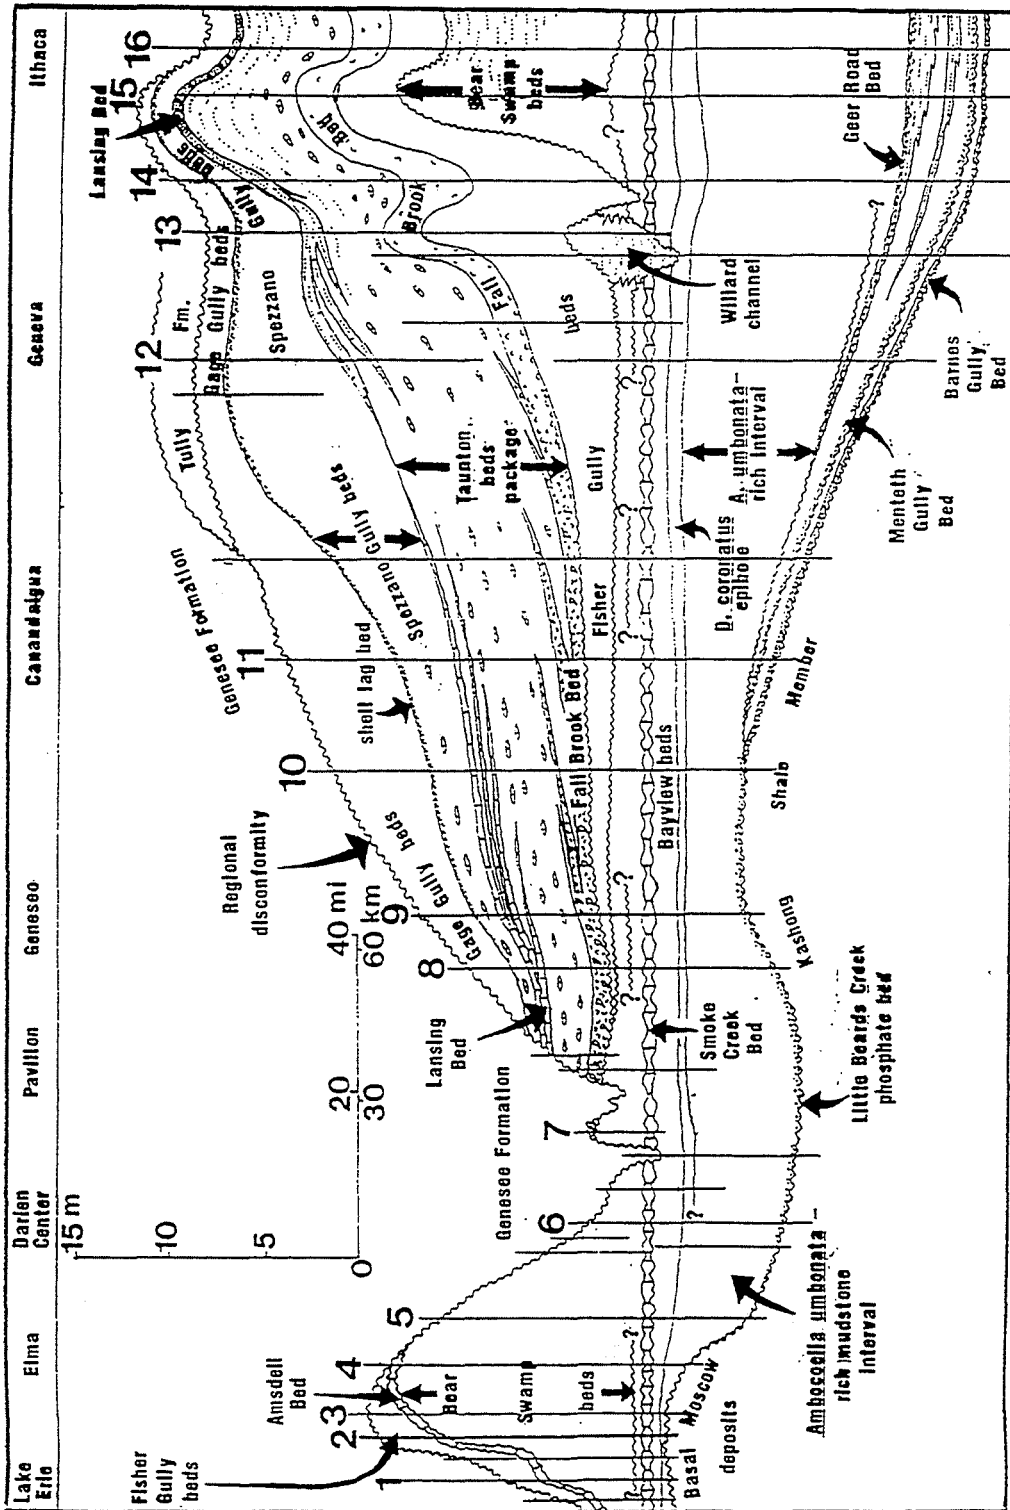 Lake
Erie
Elma
Darien
Center
Pavilion
Geneseo
Canandaigua
Geneva
Ithaca
15 m
10
5
0
20
30
40 mi
60 km
1
2
3
4
5
6
7
8
9
10
11
12
13
14
15
16
Fisher
Gully
beds
Amsdell
Bed
Bear
Swamp
beds
?
?
Basal
Moscow
deposits
Genesee Formation
Ambocoelia umbonata–
rich mudstone
interval
?
Little Beards Creek
phosphate bed
Smoke
Creek
Bed
Lansing
Bed
Gage Gully beds
Regional
disconformity
?
?
Kashong
Shale
Member
Bayview beds
Fall Brook Bed
shell lag bed
Genesee Formation
Spezzano Gully beds
Fisher
Gully
beds
?
?
?
D. coronatus
epibole
A. umbonata–
rich interval
Taunton
beds
package
Tully
Fm.
Gage Gully beds
Spezzano
Gully
beds
Fall
Brook
Bed
Willard
channel
Menteth
Gully
Bed
Barnes
Gully
Bed
?
Geer Road
Bed
Lansing Bed
Bear
Swamp
beds
?